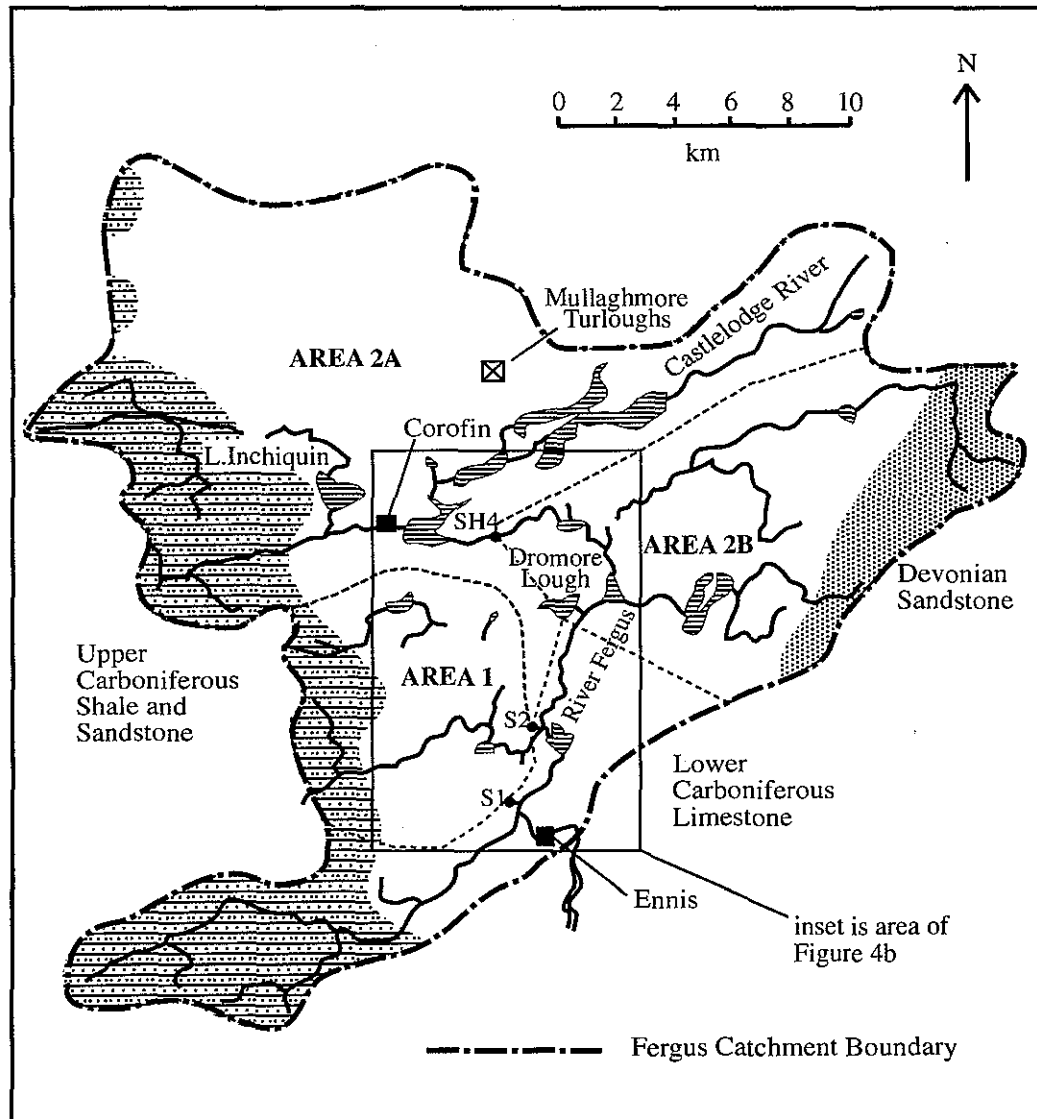 N
0 2 4 6 8 10
km
Mullaghmore
Turloughs
Castlelodge River
AREA 2A
Corofin
L.Inchiquin
SH4
Dromore
Lough
AREA 2B
Devonian
Sandstone
Upper
Carboniferous
Shale and
Sandstone
AREA 1
River Fergus
S2
S1
Lower
Carboniferous
Limestone
Ennis
inset is area of
Figure 4b
Fergus Catchment Boundary